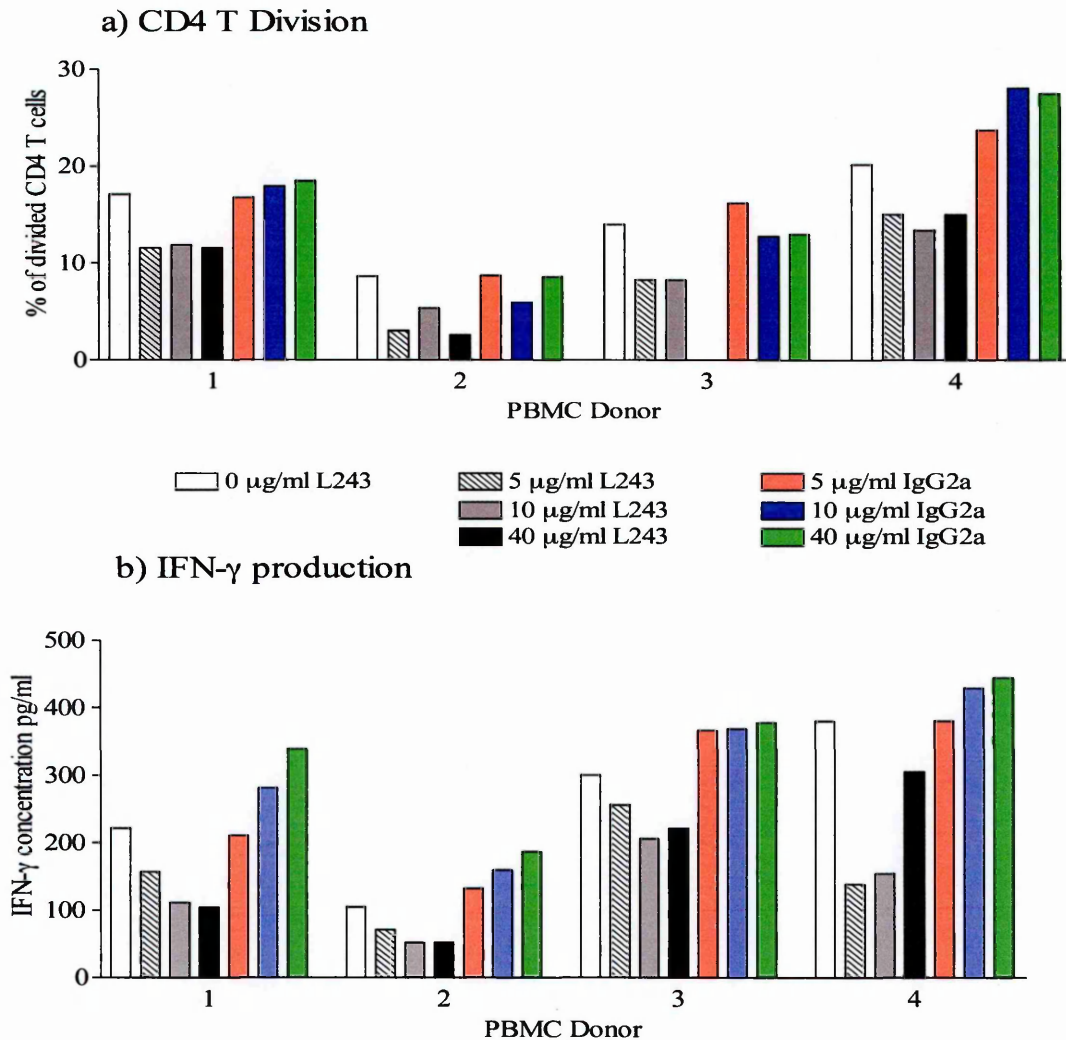 a) CD4 T Division
% of divided CD4 T cells
30
20
10
0
1 2 3 4
PBMC Donor
0 μg/ml L243 5 μg/ml L243 5 μg/ml IgG2a
10 μg/ml L243 10 μg/ml IgG2a
40 μg/ml L243 40 μg/ml IgG2a
b) IFN-γ production
IFN-γ concentration pg/ml
500
400
300
200
100
0
1 2 3 4
PBMC Donor